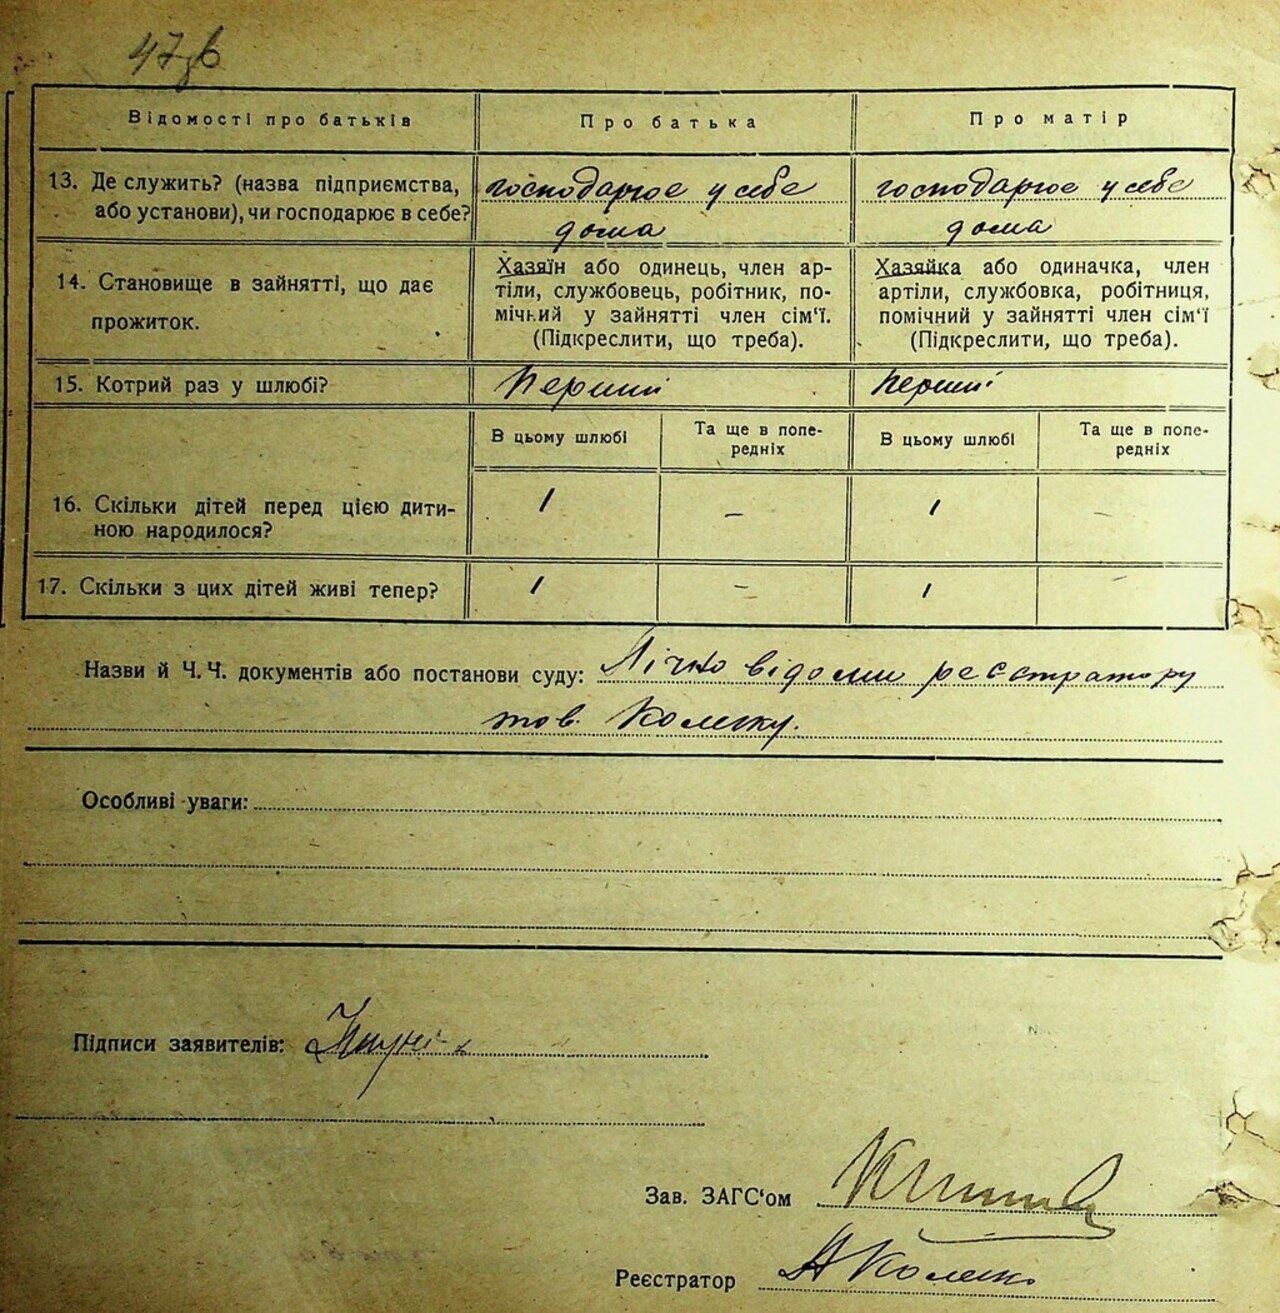 47зв
Відомості про батьків
Про батька
Про матір
13. Де служить? (назва підприємства,
або установи), чи господарює в себе?
господарює у себе
дома
господарює у себе
дома
14. Становище в зайнятті, що дає
прожиток.
Хазяїн або одинець, член ар-
тіли, службовець, робітник, по-
мічний у зайнятті член сім'ї.
(Підкреслити, що треба).
Хазяйка або одиначка, член
артіли, службовка, робітниця,
помічний у зайнятті член сім'ї
(Підкреслити, що треба).
15. Котрий раз у шлюбі?
Перший
Перший
В цьому шлюбі
Та ще в попе-
редніх
В цьому шлюбі
Та ще в попе-
редніх
16. Скільки дітей перед цією дити-
ною народилося?
1 – 1 –
17. Скільки з цих дітей живі тепер?
1 – 1 –
Назви й Ч.Ч. документів або постанови суду: Лічно відоми реєстратору
тов.
Особливі уваги:
Підписи заявителів:
Зав. ЗАГС'ом
Реєстратор